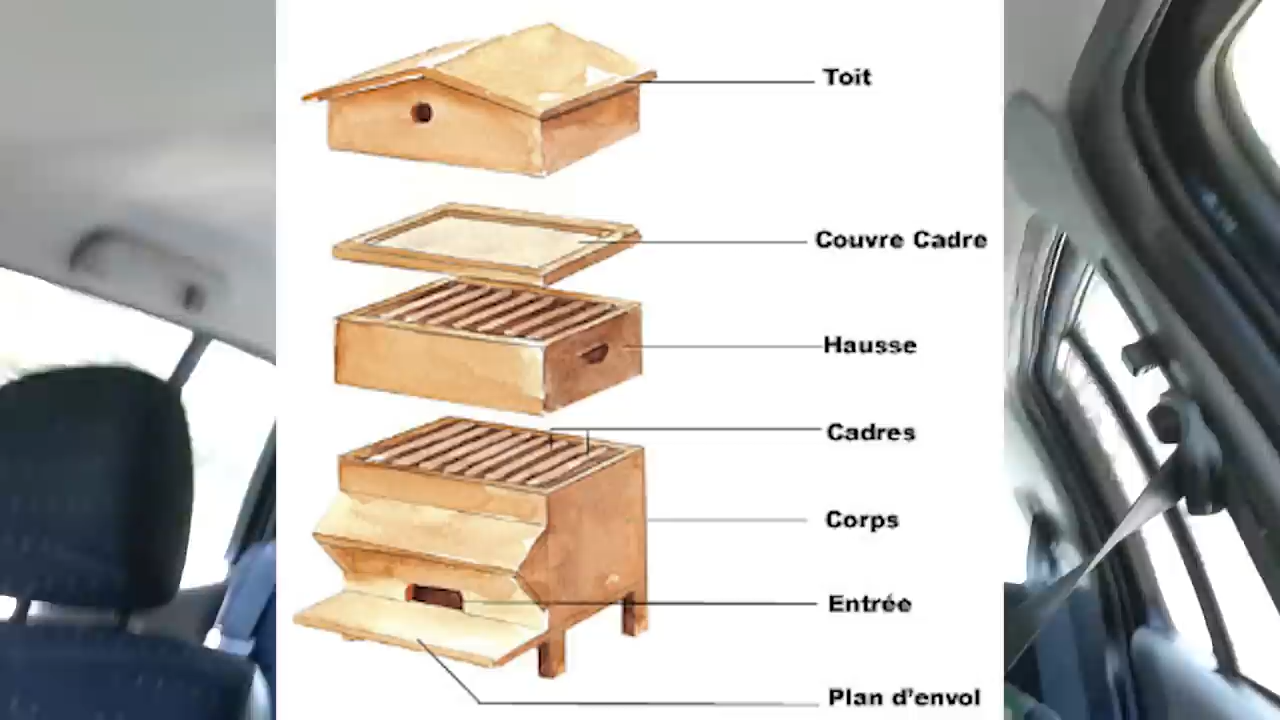 Toit
Couvre Cadre
Hausse
Cadres
Corps
Entrée
Plan d'envol